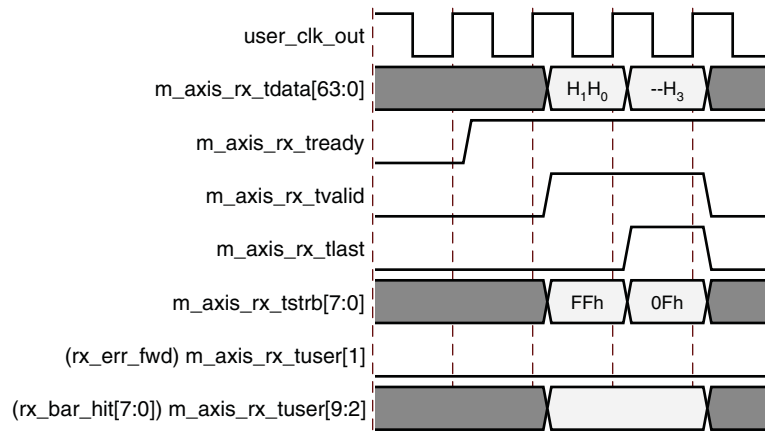 user_clk_out
m_axis_rx_tdata[63:0] H₁H₀ --H₃
m_axis_rx_tready
m_axis_rx_tvalid
m_axis_rx_tlast
m_axis_rx_tstrb[7:0] FFh 0Fh
(rx_err_fwd) m_axis_rx_tuser[1]
(rx_bar_hit[7:0]) m_axis_rx_tuser[9:2]